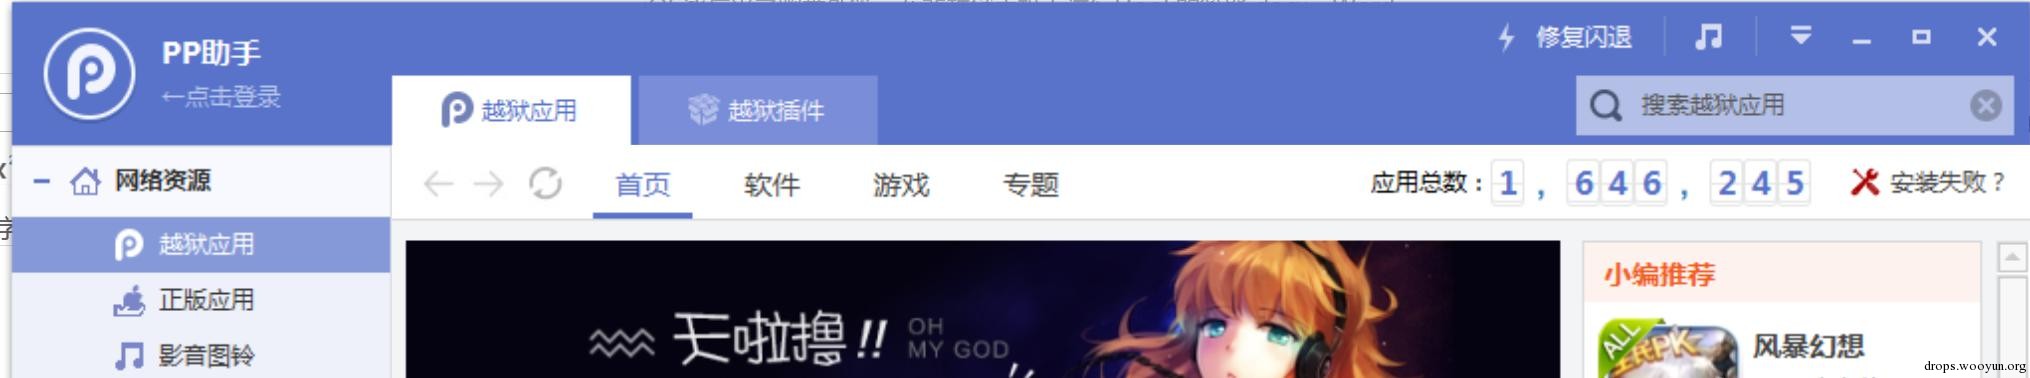 PP助手
←点击登录
修复闪退
越狱应用
越狱插件
搜索越狱应用
网络资源
首页
软件
游戏
专题
应用总数：1，646，245
安装失败？
越狱应用
正版应用
影音图铃
天啦撸!!
OH
MY GOD
小编推荐
ALL
风暴幻想
drops.wooyun.org